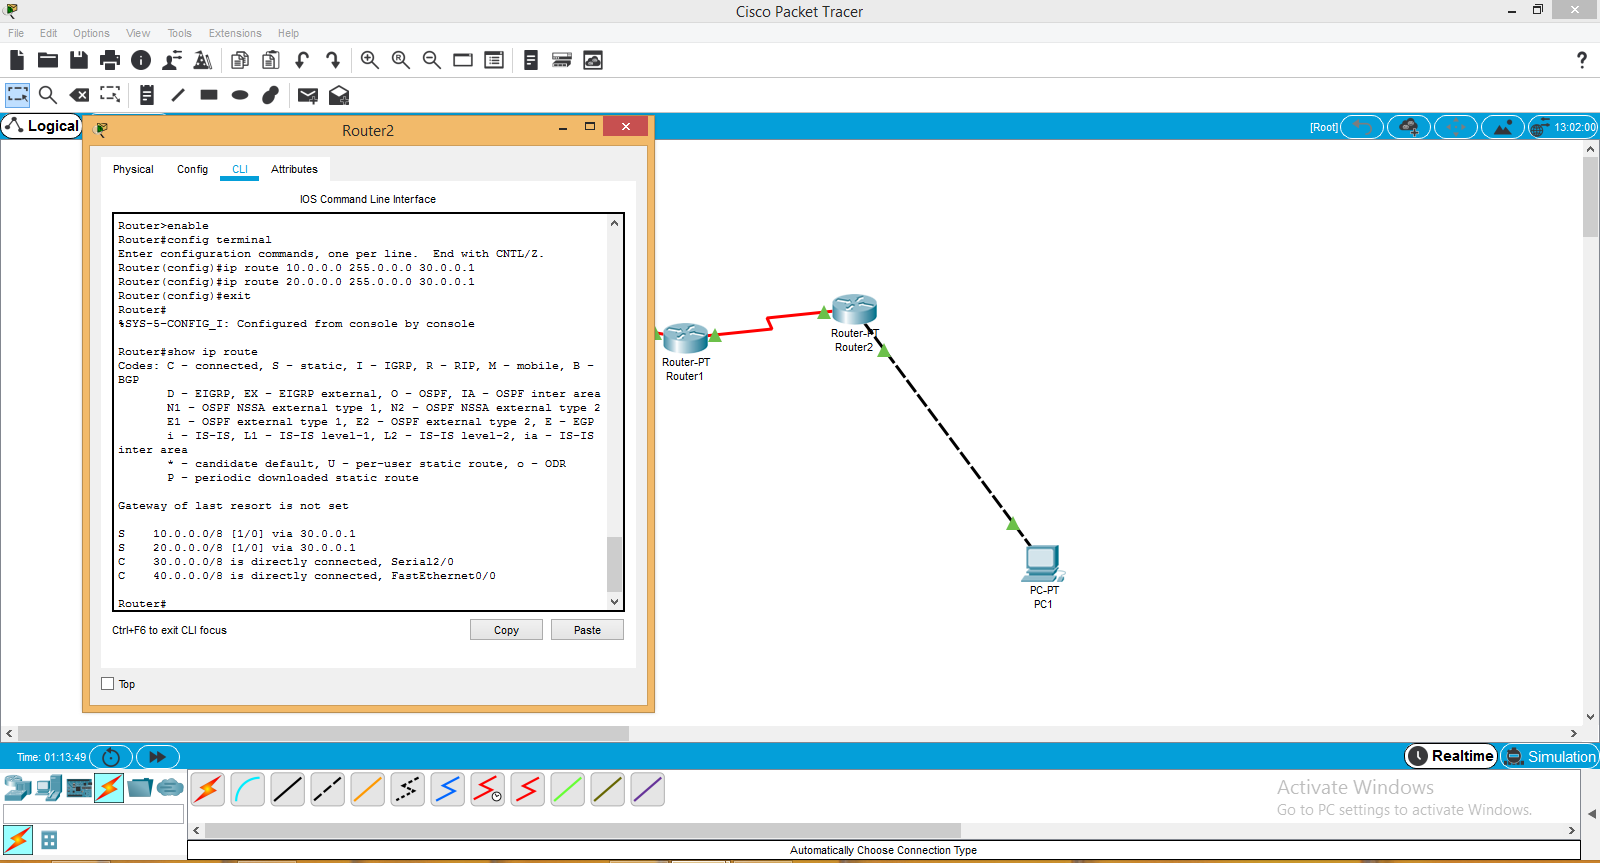 Cisco Packet Tracer
File Edit Options View Tools Extensions Help
Logical
[Root]
13:02:00
Router2
Physical Config CLI Attributes
IOS Command Line Interface
Router>enable
Router#config terminal
Enter configuration commands, one per line.  End with CNTL/Z.
Router(config)#ip route 10.0.0.0 255.0.0.0 30.0.0.1
Router(config)#ip route 20.0.0.0 255.0.0.0 30.0.0.1
Router(config)#exit
Router#
%SYS-5-CONFIG_I: Configured from console by console
Router#show ip route
Codes: C - connected, S - static, I - IGRP, R - RIP, M - mobile, B -
BGP
D - EIGRP, EX - EIGRP external, O - OSPF, IA - OSPF inter area
N1 - OSPF NSSA external type 1, N2 - OSPF NSSA external type 2
E1 - OSPF external type 1, E2 - OSPF external type 2, E - EGP
i - IS-IS, L1 - IS-IS level-1, L2 - IS-IS level-2, ia - IS-IS
inter area
* - candidate default, U - per-user static route, o - ODR
P - periodic downloaded static route
Gateway of last resort is not set
S    10.0.0.0/8 [1/0] via 30.0.0.1
S    20.0.0.0/8 [1/0] via 30.0.0.1
C    30.0.0.0/8 is directly connected, Serial2/0
C    40.0.0.0/8 is directly connected, FastEthernet0/0
Router#
Ctrl+F6 to exit CLI focus
Copy
Paste
Top
Router-PT
Router1
Router-PT
Router2
PC-PT
PC1
Time: 01:13:49
Realtime
Simulation
Activate Windows
Go to PC settings to activate Windows.
Automatically Choose Connection Type